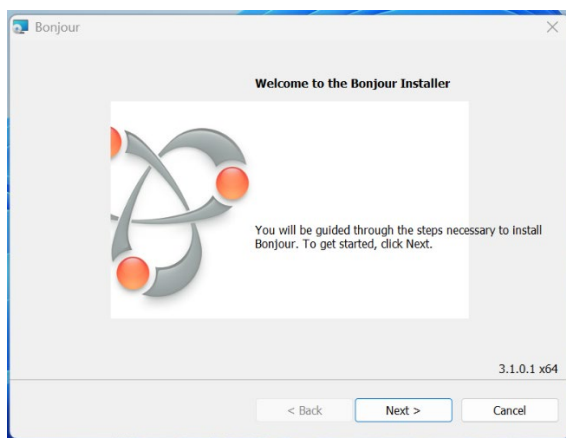 Bonjour
Welcome to the Bonjour Installer
You will be guided through the steps necessary to install
Bonjour. To get started, click Next.
3.1.0.1 x64
< Back
Next >
Cancel